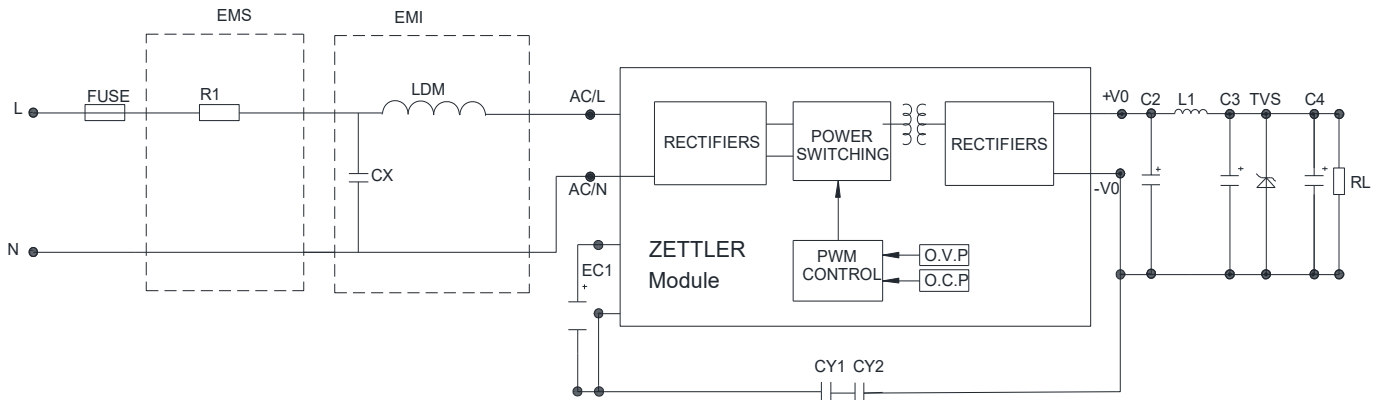 EMS
EMI
L
FUSE
R1
LDM
CX
N
AC/L
AC/N
EC1
+
RECTIFIERS
POWER
SWITCHING
RECTIFIERS
ZETTLER
Module
PWM
CONTROL
O.V.P
O.C.P
+V0
-V0
C2
L1
C3
TVS
C4
+
+
+
RL
CY1
CY2